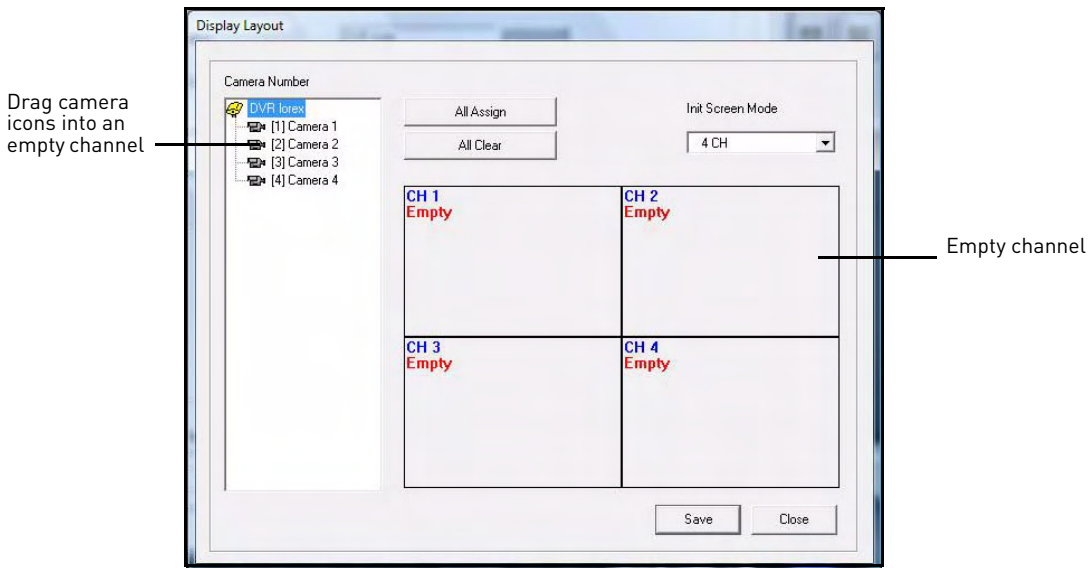 Display Layout
Camera Number
DVR lorex
[1] Camera 1
[2] Camera 2
[3] Camera 3
[4] Camera 4
Drag camera
icons into an
empty channel
All Assign
All Clear
Init Screen Mode
4 CH
CH 1
Empty
CH 2
Empty
CH 3
Empty
CH 4
Empty
Empty channel
Save
Close